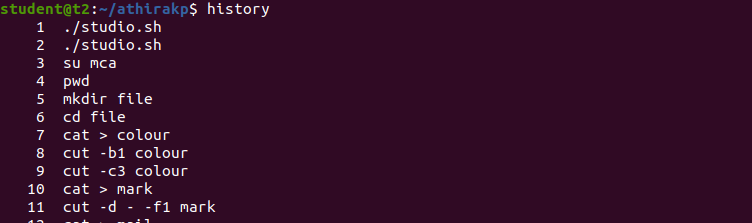 student@t2:~/athirakp$ history
1 ./studio.sh
2 ./studio.sh
3 su mca
4 pwd
5 mkdir file
6 cd file
7 cat > colour
8 cut -b1 colour
9 cut -c3 colour
10 cat > mark
11 cut -d - -f1 mark